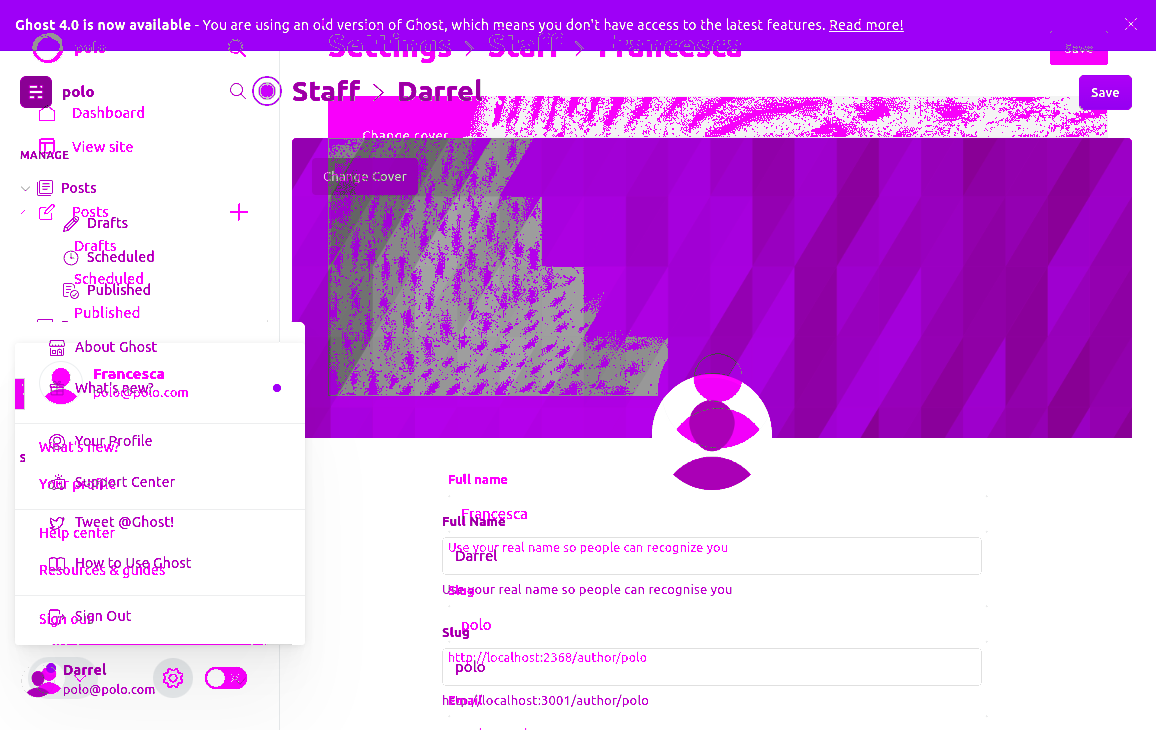 Ghost 4.0 is now available - You are using an old version of Ghost, which means you don't have access to the latest features. Read more!
polo
Settings > Staff > Francesca
Save
polo
Staff > Darrel
Save
Dashboard
Change cover
View site
MANAGE
Change Cover
Posts
Posts
Drafts
Drafts
Scheduled
Scheduled
Published
Published
About Ghost
Francesca
What's new?
polo@polo.com
Your Profile
What's new?
Support Center
Your profile
Tweet @Ghost!
Help center
How to Use Ghost
Resources & guides
Sign Out
Sign out
Darrel
polo@polo.com
Full name
Francesca
Full Name
Use your real name so people can recognize you
Darrel
Use your real name so people can recognise you
Slug
polo
Slug
http://localhost:2368/author/polo
polo
http://localhost:3001/author/polo
Email